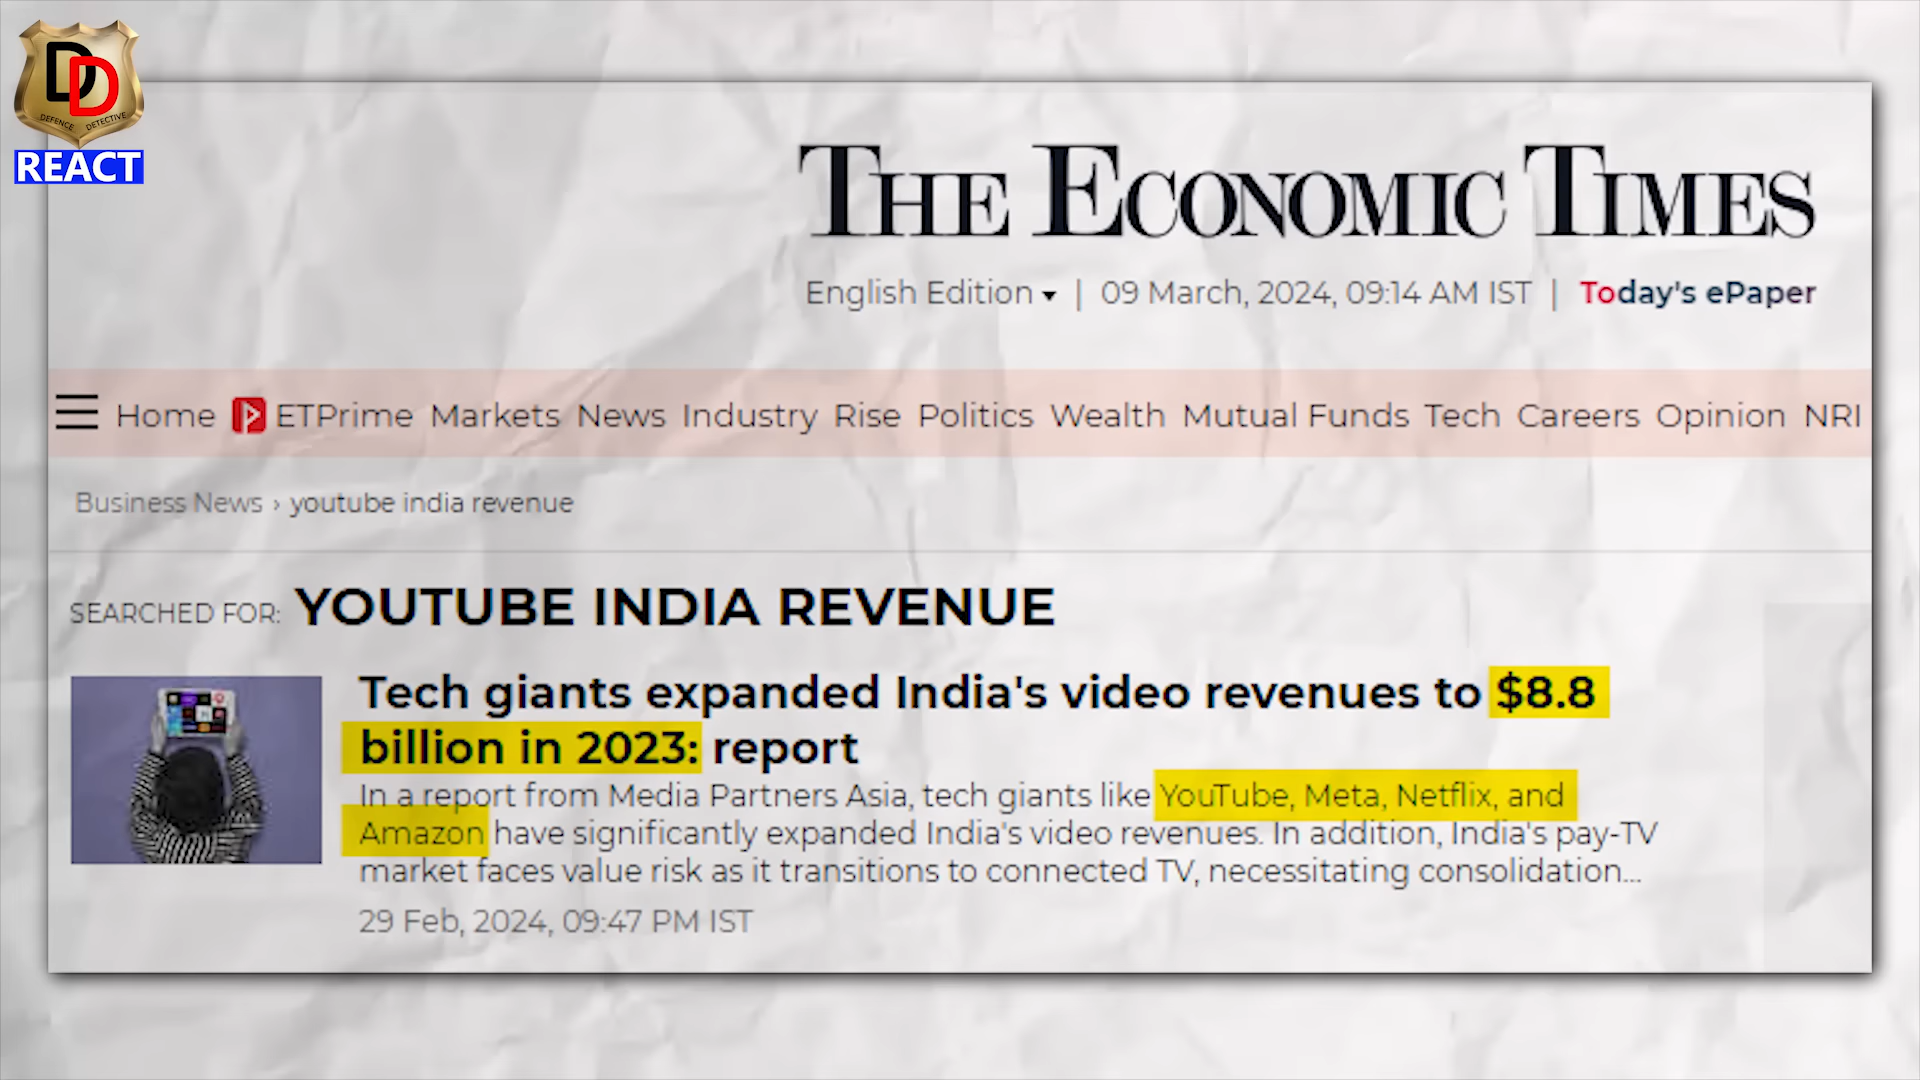 DD
DEFENCE DETECTIVE
REACT
THE ECONOMIC TIMES
English Edition | 09 March, 2024, 09:14 AM IST | Today's ePaper
Home ETPrime Markets News Industry Rise Politics Wealth Mutual Funds Tech Careers Opinion NRI
Business News › youtube india revenue
SEARCHED FOR: YOUTUBE INDIA REVENUE
Tech giants expanded India's video revenues to $8.8
billion in 2023: report
In a report from Media Partners Asia, tech giants like YouTube, Meta, Netflix, and
Amazon have significantly expanded India's video revenues. In addition, India's pay-TV
market faces value risk as it transitions to connected TV, necessitating consolidation...
29 Feb, 2024, 09:47 PM IST